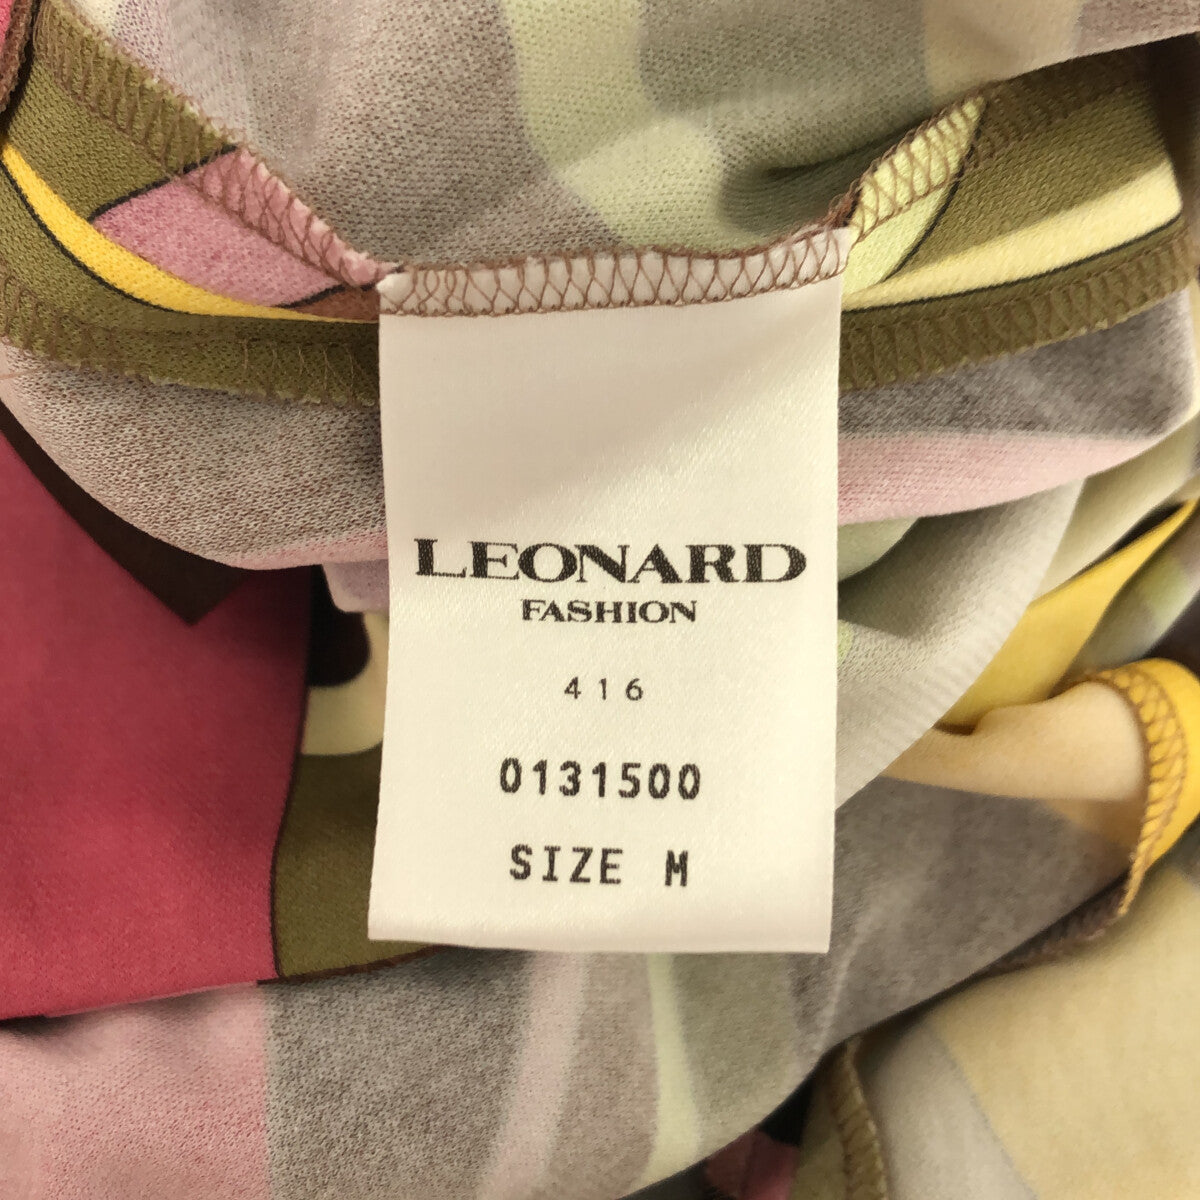 LEONARD
FASHION
416
0131500
SIZE M